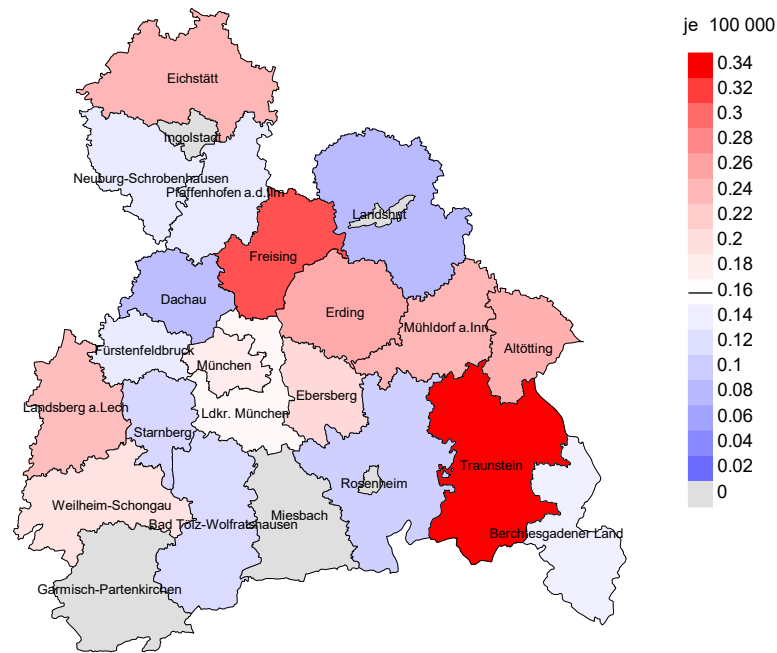 je 100 000
0.34
0.32
0.3
0.28
0.26
0.24
0.22
0.2
0.18
0.16
0.14
0.12
0.1
0.08
0.06
0.04
0.02
0
Eichstätt
Ingolstadt
Neuburg-Schrobenhausen
Pfaffenhofen a.d.Ilm
Landshut
Freising
Dachau
Erding
Mühldorf a.Inn
Altötting
Fürstenfeldbruck
München
Ebersberg
Landsberg a.Lech
Ldkr. München
Starnberg
Traunstein
Rosenheim
Weilheim-Schongau
Miesbach
Bad Tölz-Wolfratshausen
Berchtesgadener Land
Garmisch-Partenkirchen